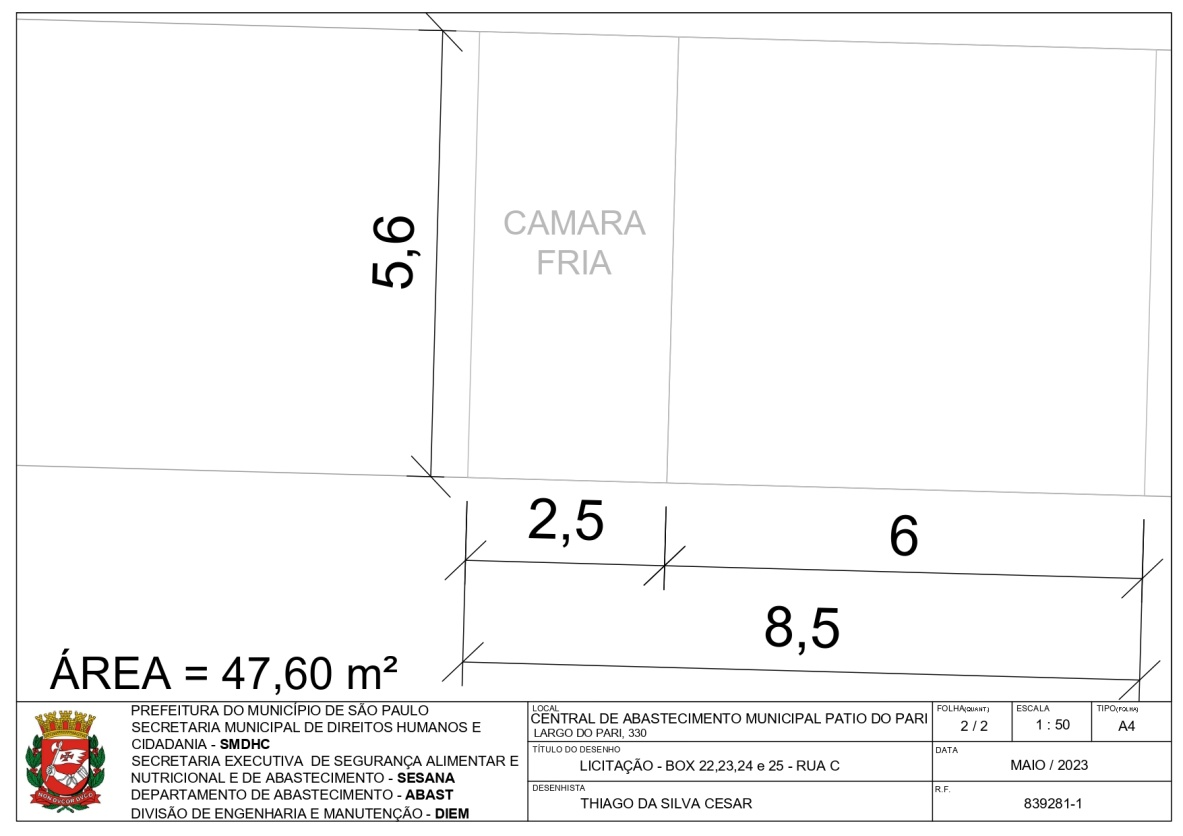 5,6
CAMARA
FRIA
2,5
6
8,5
ÁREA = 47,60 m²
PREFEITURA DO MUNICÍPIO DE SÃO PAULO
SECRETARIA MUNICIPAL DE DIREITOS HUMANOS E
CIDADANIA - SMDHC
SECRETARIA EXECUTIVA DE SEGURANÇA ALIMENTAR E
NUTRICIONAL E DE ABASTECIMENTO - SESANA
DEPARTAMENTO DE ABASTECIMENTO - ABAST
DIVISÃO DE ENGENHARIA E MANUTENÇÃO - DIEM
NON DVCOR DVCO
LOCAL
CENTRAL DE ABASTECIMENTO MUNICIPAL PATIO DO PARI
LARGO DO PARI, 330
TÍTULO DO DESENHO
LICITAÇÃO - BOX 22,23,24 e 25 - RUA C
DESENHISTA
THIAGO DA SILVA CESAR
FOLHA(QUANT.)
2 / 2
ESCALA
1 : 50
TIPO(FOLHA)
A4
DATA
MAIO / 2023
R.F.
839281-1